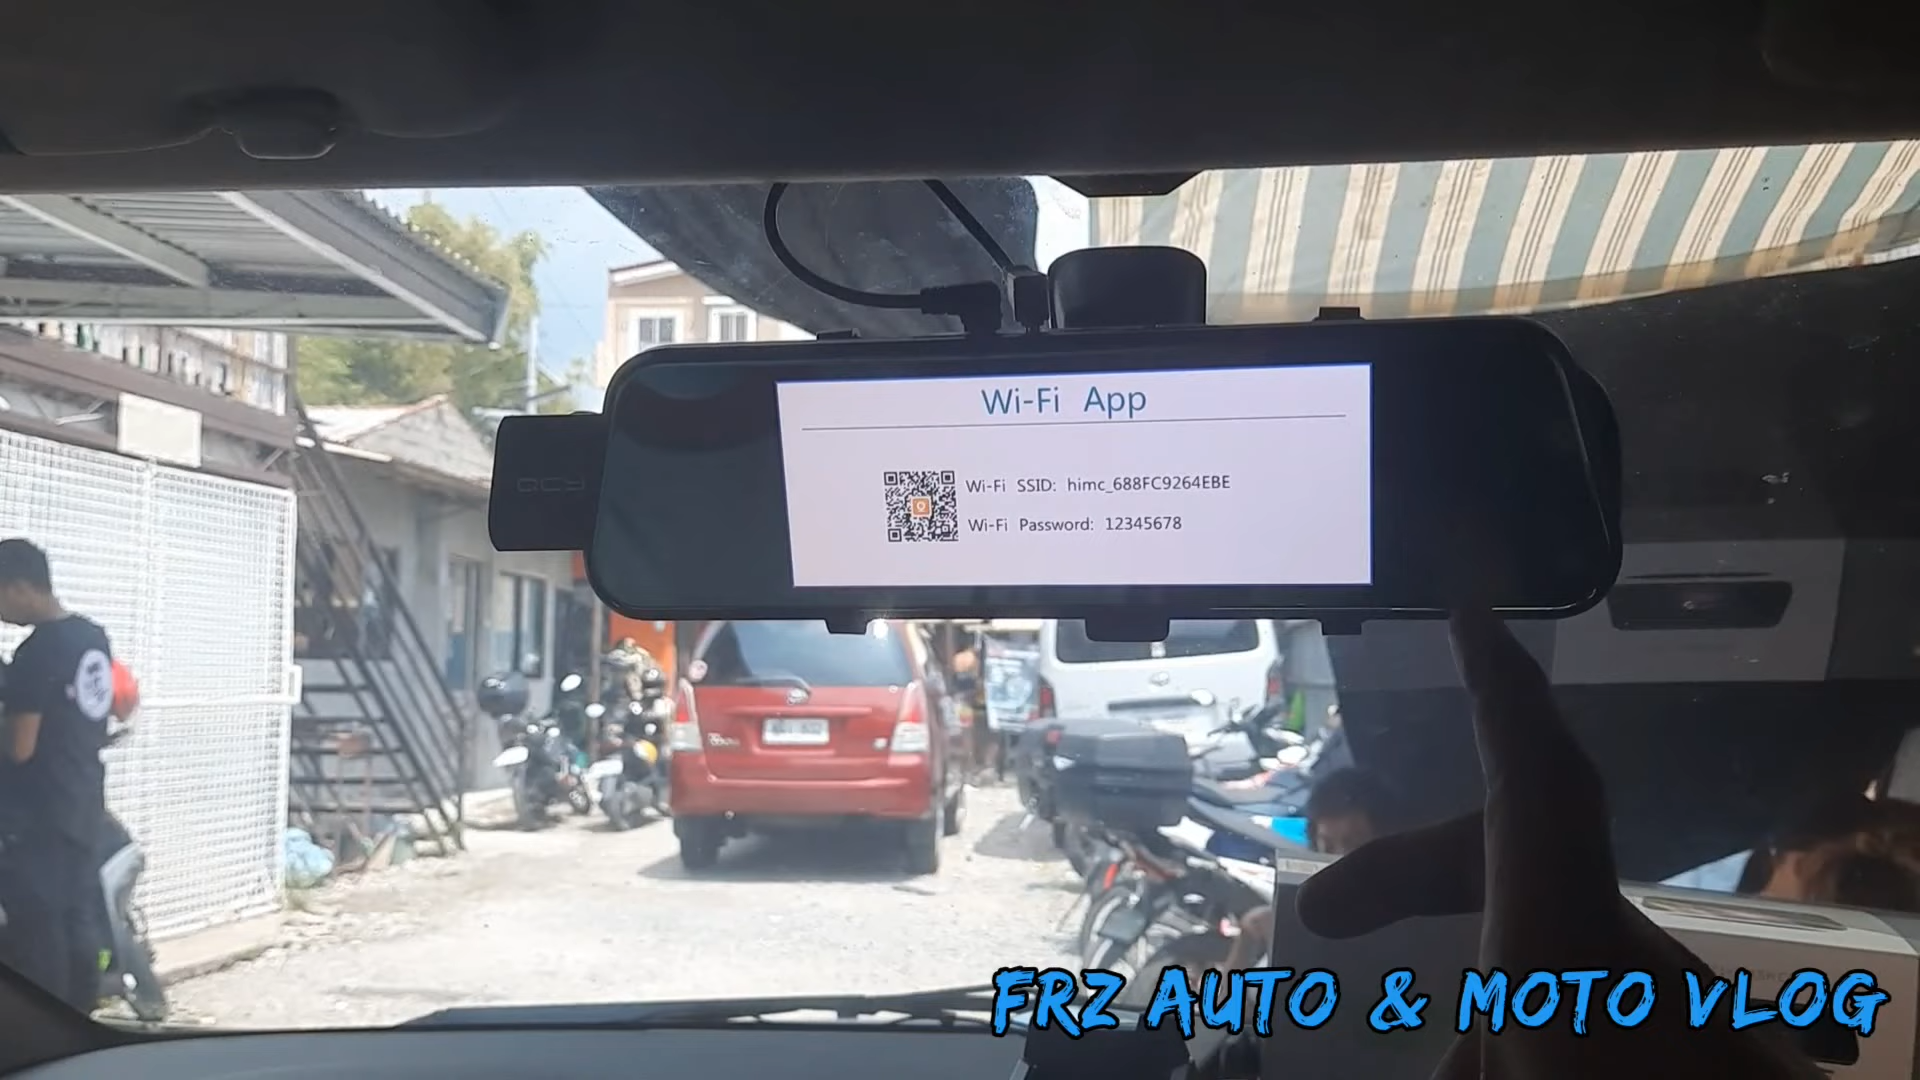 Wi-Fi App
Wi-Fi SSID: himc_688FC9264EBE
Wi-Fi Password: 12345678
FRZ AUTO & MOTO VLOG